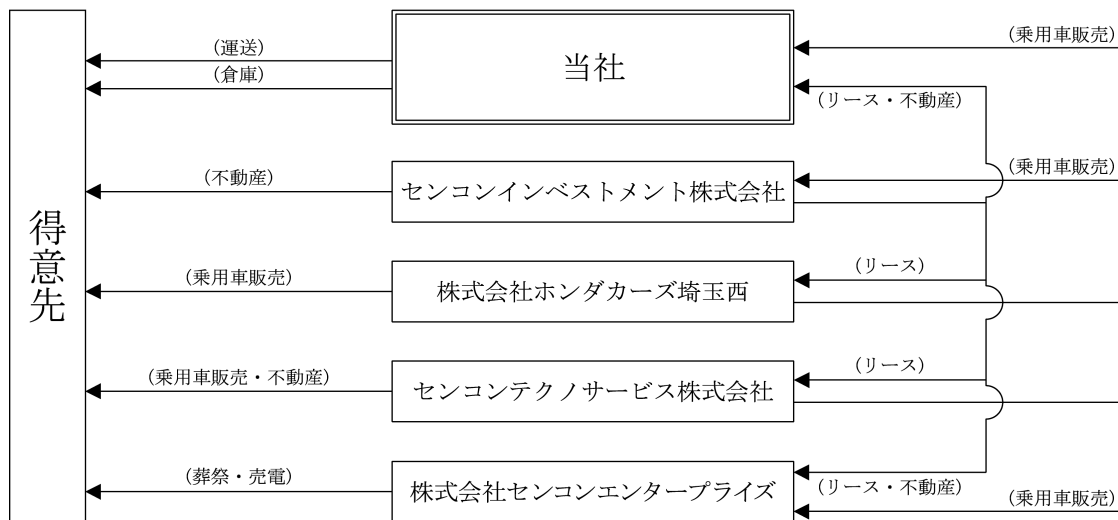 得意先
(運送)
(倉庫)
当社
(乗用車販売)
(リース・不動産)
(不動産)
センコンインベストメント株式会社
(乗用車販売)
(乗用車販売)
株式会社ホンダカーズ埼玉西
(リース)
(乗用車販売・不動産)
センコンテクノサービス株式会社
(リース)
(葬祭・売電)
株式会社センコンエンタープライズ
(リース・不動産)
(乗用車販売)